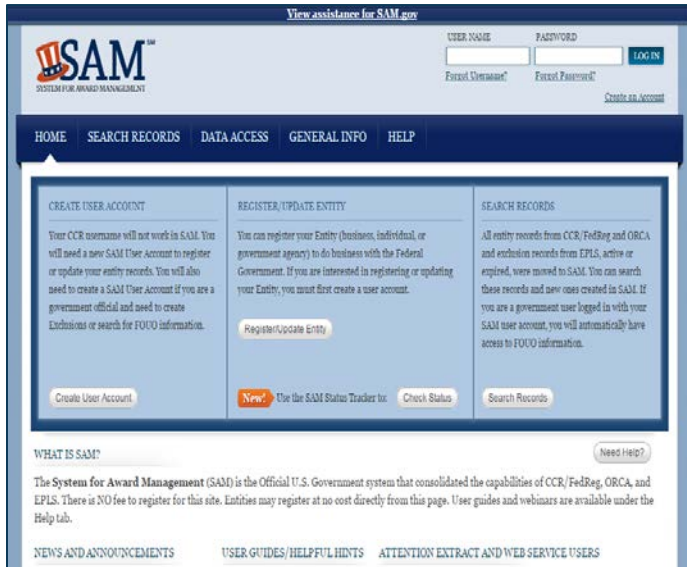 View assistance for SAM.gov
USER NAME
PASSWORD
LOG IN
SAM
SM
SYSTEM FOR AWARD MANAGEMENT
Forgot Username?
Forgot Password?
Create an Account
HOME
SEARCH RECORDS
DATA ACCESS
GENERAL INFO
HELP
CREATE USER ACCOUNT
Your CCR username will not work in SAM. You
will need a new SAM User Account to register
or update your entity records. You will also
need to create a SAM User Account if you are a
government official and need to create
Exclusions or search for FOUO information.
Create User Account
REGISTER/UPDATE ENTITY
You can register your Entity (business, individual, or
government agency) to do business with the Federal
Government. If you are interested in registering or updating
your Entity, you must first create a user account.
Register/Update Entity
New!
Use the SAM Status Tracker to:
Check Status
SEARCH RECORDS
All entity records from CCR/FedReg and ORCA
and exclusion records from EPLS, active or
expired, were moved to SAM. You can search
these records and new ones created in SAM. If
you are a government user logged in with your
SAM user account, you will automatically have
access to FOUO information.
Search Records
WHAT IS SAM?
Need Help?
The System for Award Management (SAM) is the Official U.S. Government system that consolidated the capabilities of CCR/FedReg, ORCA, and
EPLS. There is NO fee to register for this site. Entities may register at no cost directly from this page. User guides and webinars are available under the
Help tab.
NEWS AND ANNOUNCEMENTS
USER GUIDES/HELPFUL HINTS
ATTENTION EXTRACT AND WEB SERVICE USERS